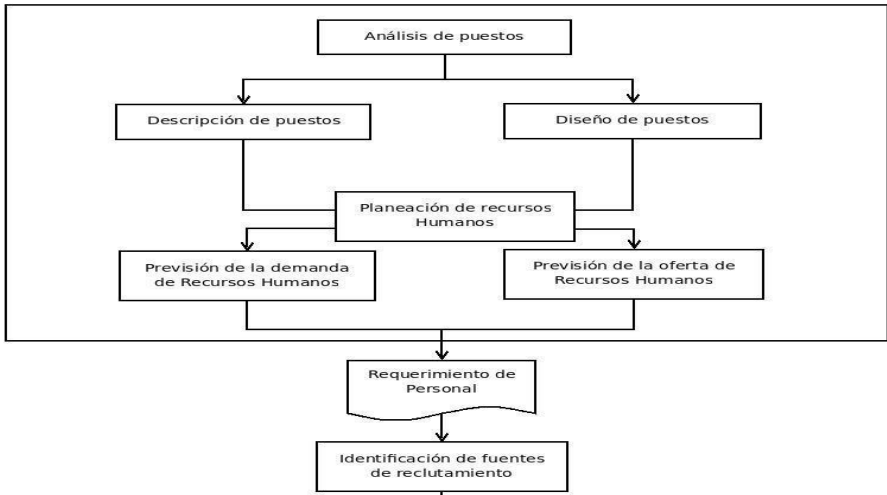 Análisis de puestos
Descripción de puestos
Diseño de puestos
Planeación de recursos
Humanos
Previsión de la demanda
de Recursos Humanos
Previsión de la oferta de
Recursos Humanos
Requerimiento de
Personal
Identificación de fuentes
de reclutamiento